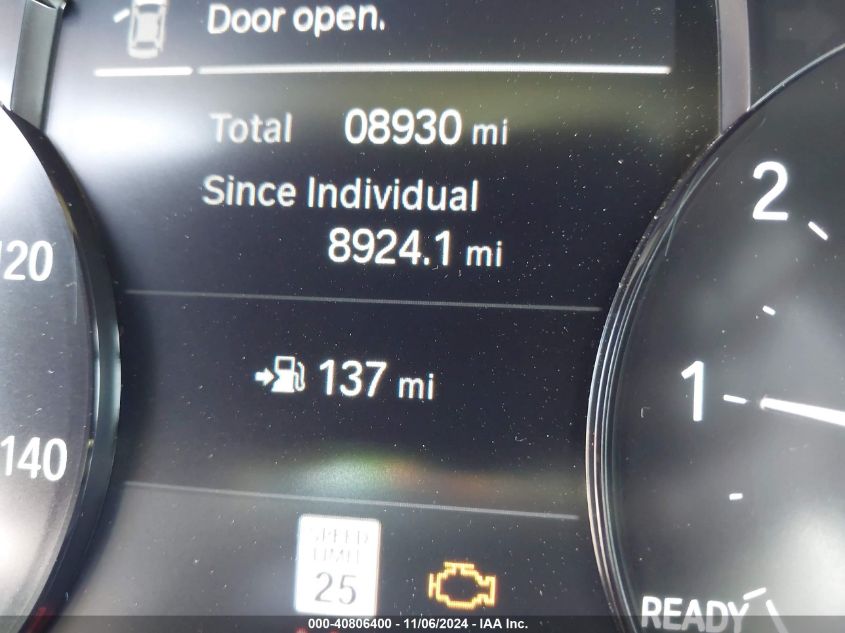 Door open.
Total 08930 mi
Since Individual
8924.1 mi
137 mi
SPEED
LIMIT
25
120
140
2
1
READY
000-40806400 - 11/06/2024 - IAA Inc.